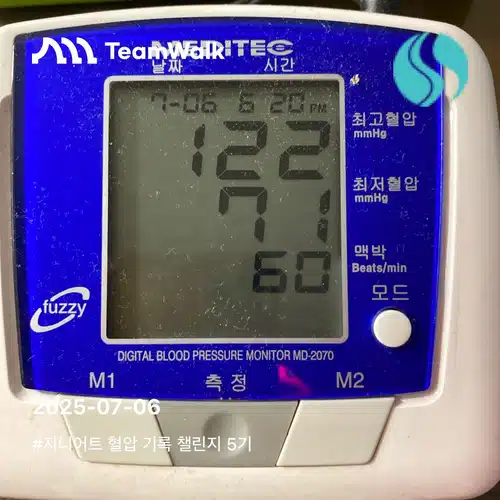 TeamWalk
MEDITEC
날짜 시간
7-06 6 20 PM
최고혈압
mmHg
122
최저혈압
mmHg
71
맥박
Beats/min
60
모드
fuzzy
DIGITAL BLOOD PRESSURE MONITOR MD-2070
M1 측정 M2
2025-07-06
#지니어트 혈압 기록 챌린지 5기